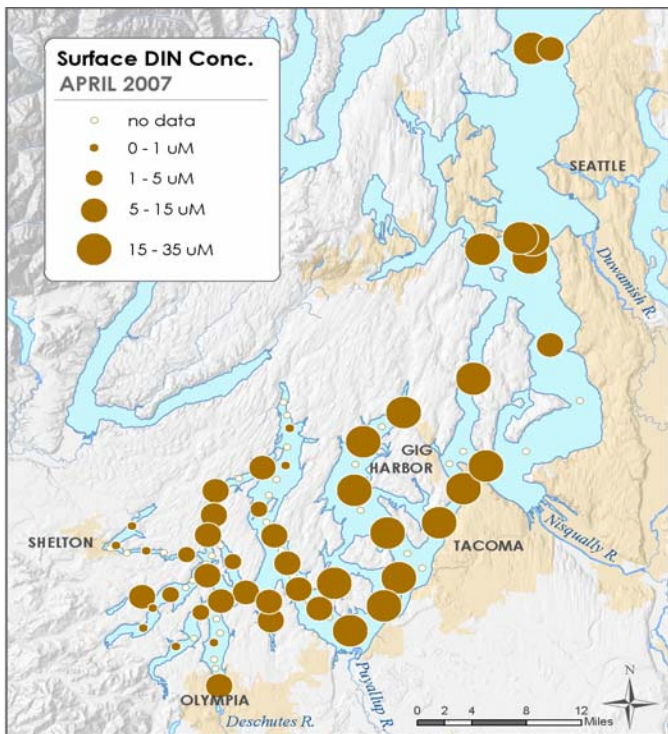 Surface DIN Conc.
APRIL 2007
no data
0 - 1 uM
1 - 5 uM
5 - 15 uM
15 - 35 uM
SEATTLE
Duwamish R.
GIG
HARBOR
SHELTON
TACOMA
Nisqually R.
OLYMPIA
Deschutes R.
Puyallup R.
N
0 2 4 8 12
Miles